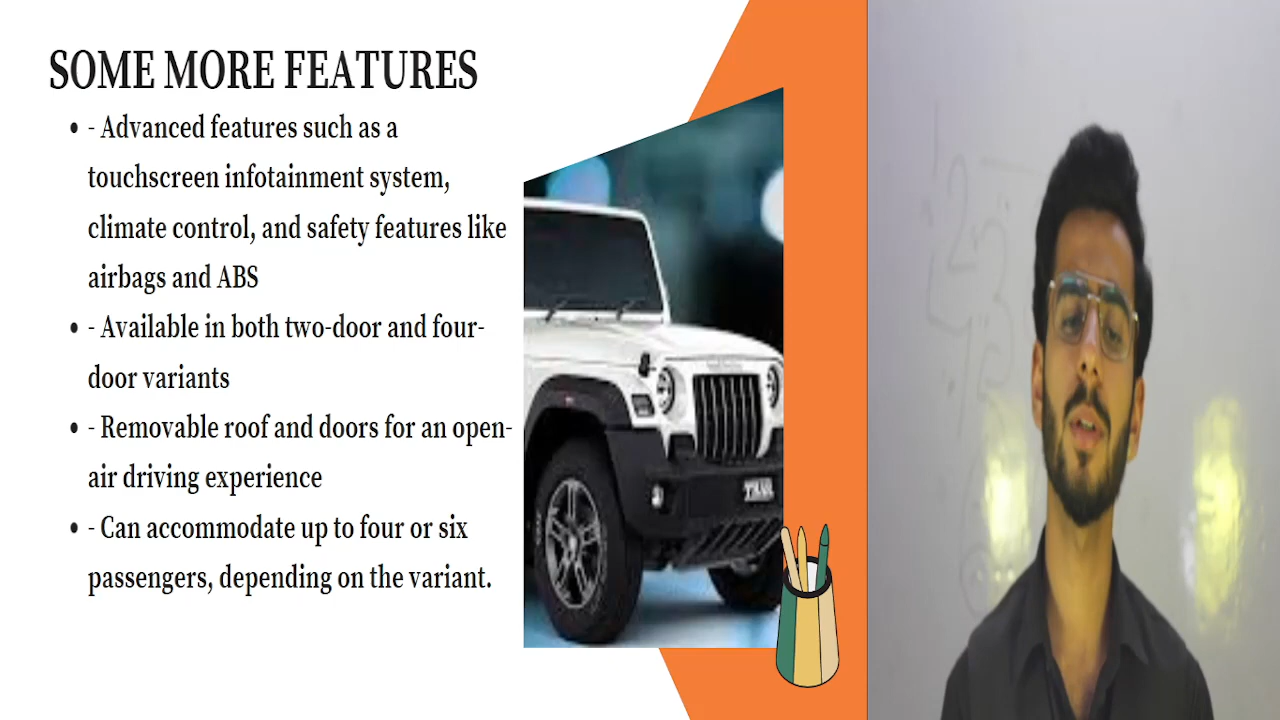 SOME MORE FEATURES
• - Advanced features such as a
touchscreen infotainment system,
climate control, and safety features like
airbags and ABS
• - Available in both two-door and four-
door variants
• - Removable roof and doors for an open-
air driving experience
• - Can accommodate up to four or six
passengers, depending on the variant.
THAR